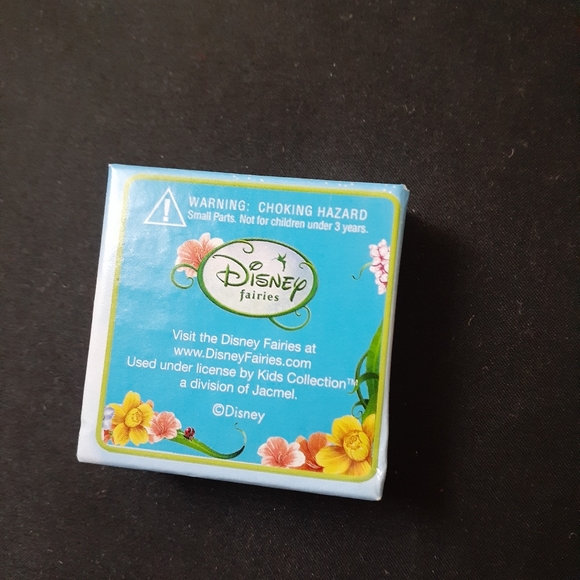 WARNING: CHOKING HAZARD
Small Parts. Not for children under 3 years.
DISNEY
fairies
Visit the Disney Fairies at
www.DisneyFairies.com
Used under license by Kids Collection™
a division of Jacmel.
©Disney